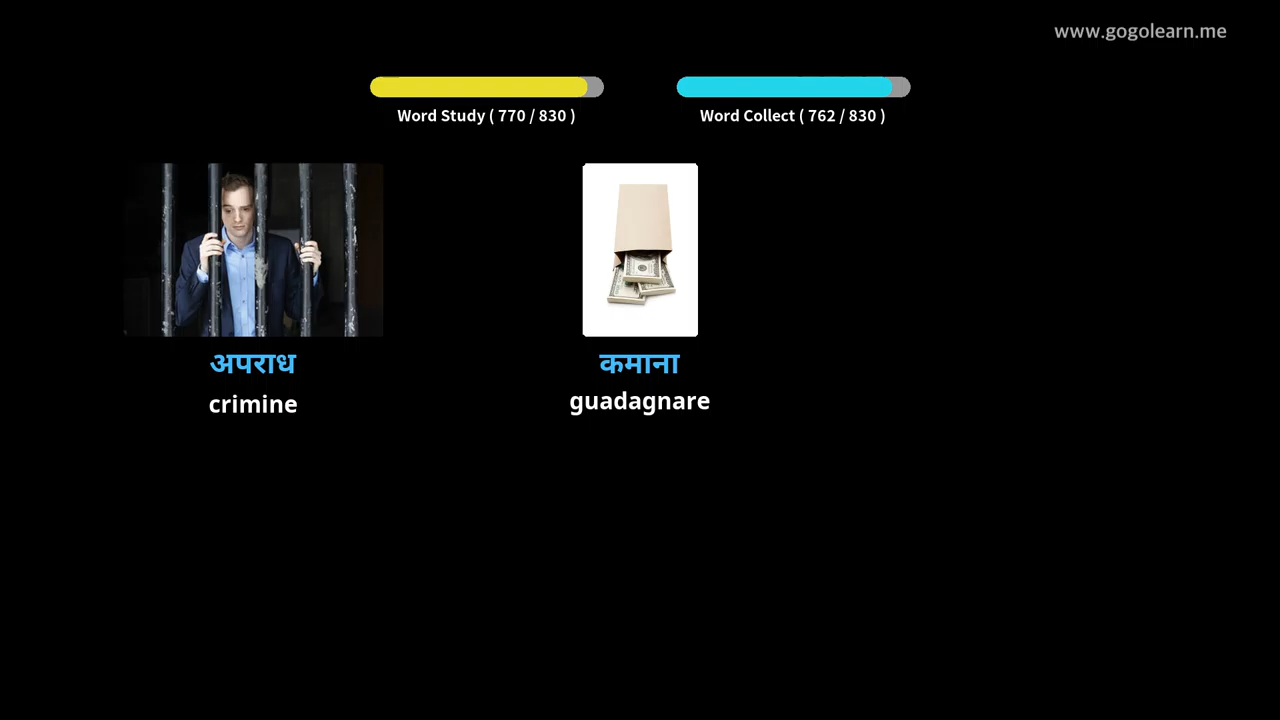 www.gogolearn.me
Word Study ( 770 / 830 )
Word Collect ( 762 / 830 )
अपराध
crimine
कमाना
guadagnare